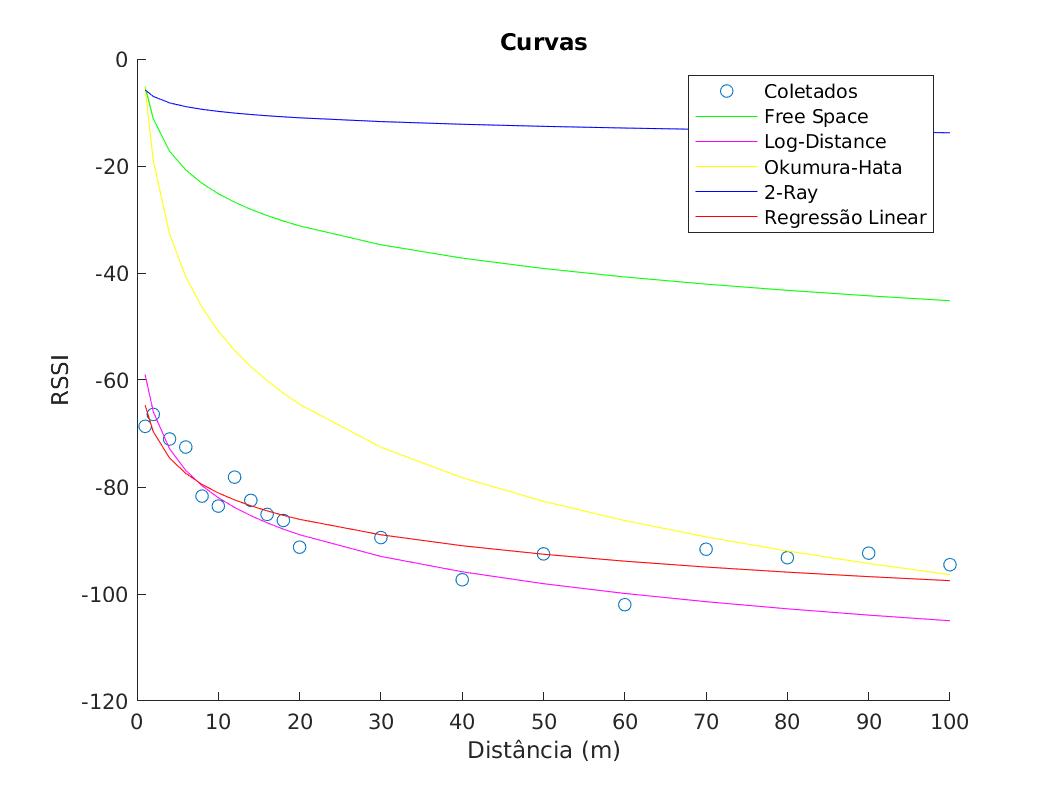 Curvas
Coletados
Free Space
Log-Distance
Okumura-Hata
2-Ray
Regressão Linear
RSSI
0
-20
-40
-60
-80
-100
-120
0 10 20 30 40 50 60 70 80 90 100
Distância (m)